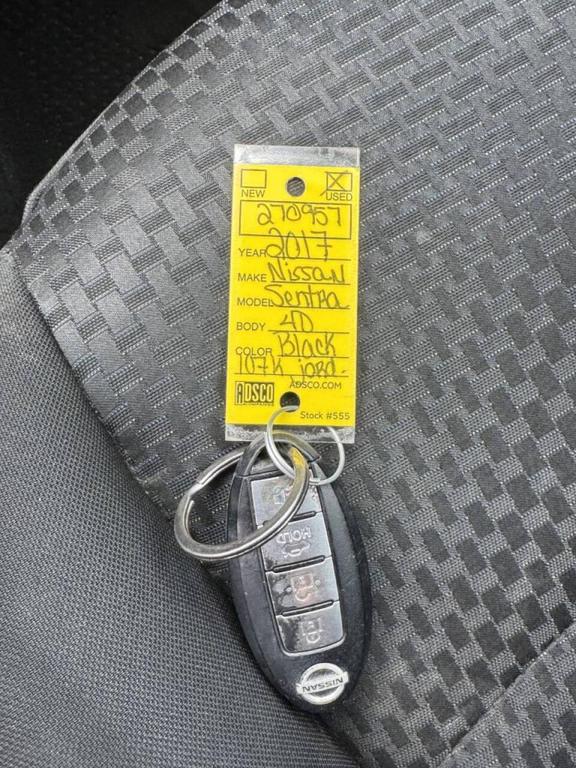 NEW USED
270957
YEAR 2017
MAKE Nissan
MODEL Sentra
BODY 4D
COLOR Black
107K
ADSCO ADSCO.COM
Stock #555
HOLD
NISSAN